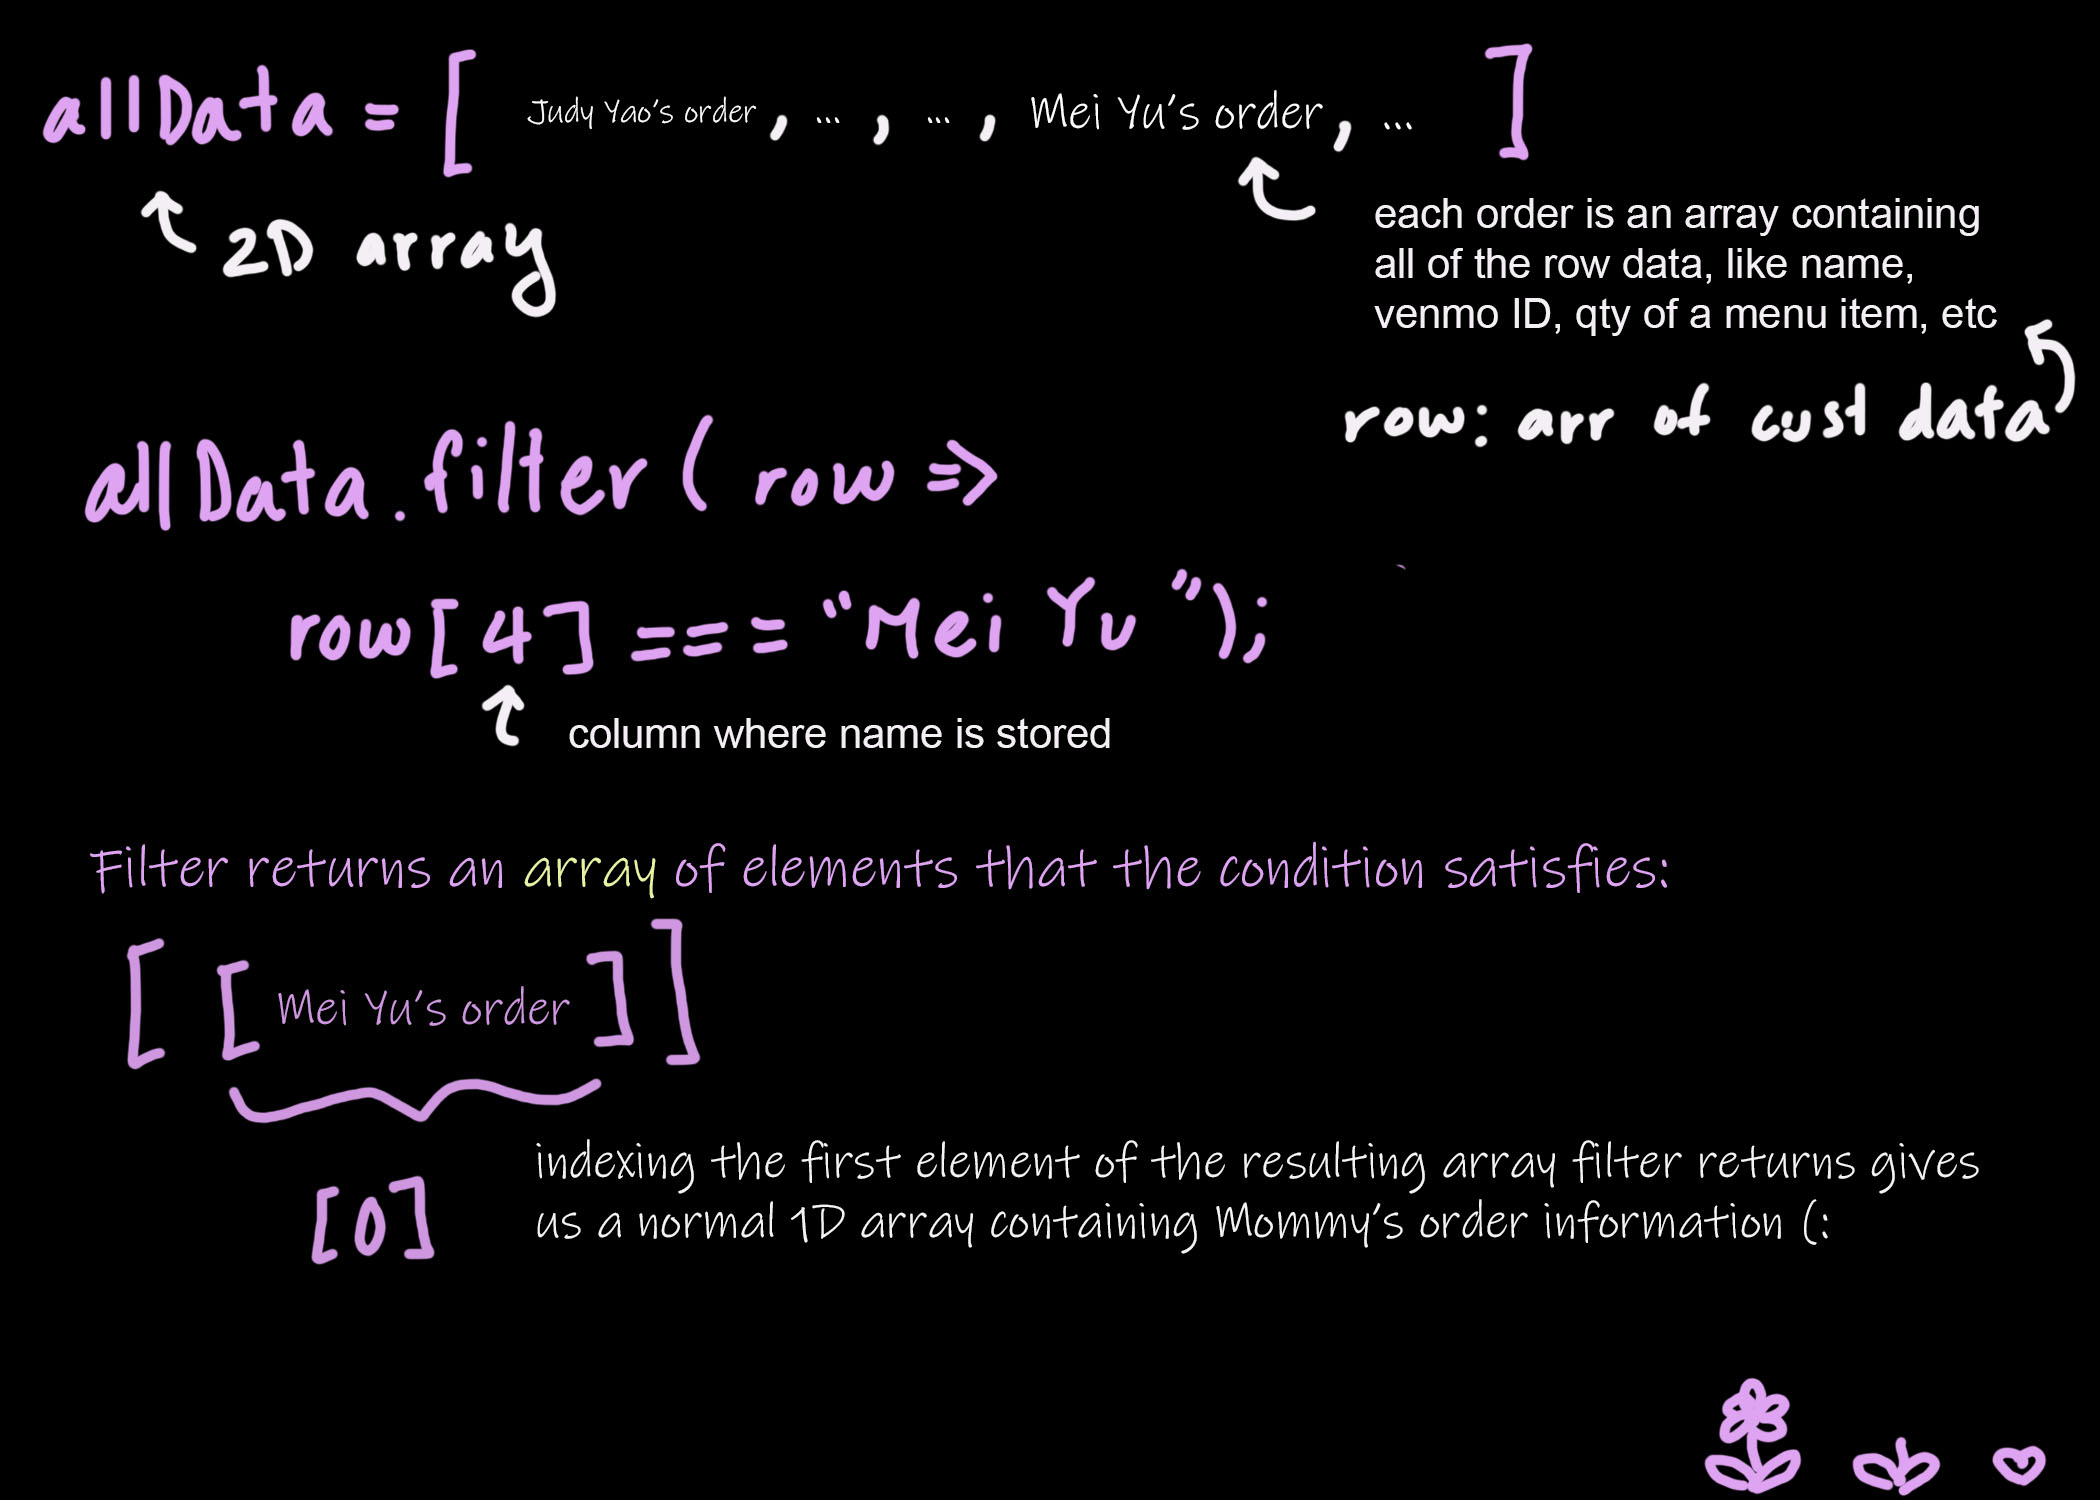 allData = [ Judy Yao's order , ... , ... , Mei Yu's order , ... ]
2D array
each order is an array containing
all of the row data, like name,
venmo ID, qty of a menu item, etc
row: arr of cust data
allData.filter ( row =>
row[4] === "Mei Yu");
column where name is stored
Filter returns an array of elements that the condition satisfies:
[ [ Mei Yu's order ] ]
[0]
indexing the first element of the resulting array filter returns gives
us a normal 1D array containing Mommy's order information (: